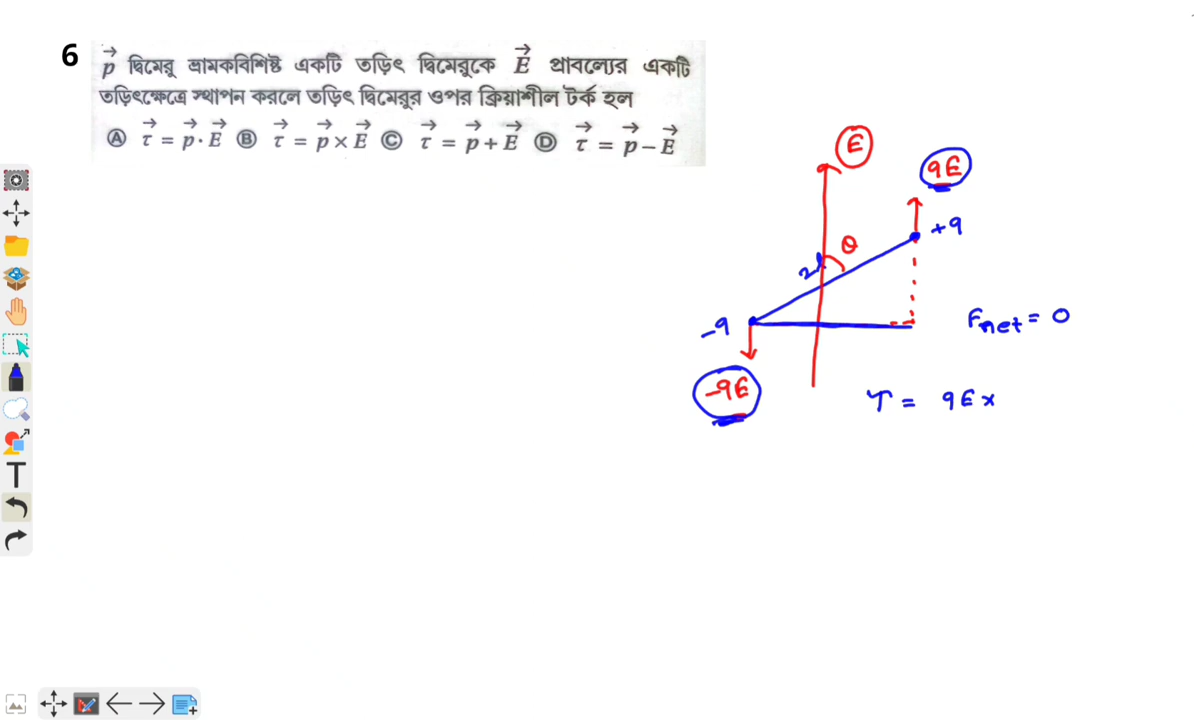 6 p⃗ দ্বিমেরু ভ্রামকবিশিষ্ট একটি তড়িৎ দ্বিমেরুকে E⃗ প্রাবল্যের একটি
তড়িৎক্ষেত্রে স্থাপন করলে তড়িৎ দ্বিমেরুর ওপর ক্রিয়াশীল টর্ক হল
Ⓐ τ⃗ = p⃗ · E⃗ Ⓑ τ⃗ = p⃗ × E⃗ Ⓒ τ⃗ = p⃗ + E⃗ Ⓓ τ⃗ = p⃗ − E⃗
E
qE
+q
θ
2l
-q
Fnet = 0
-qE
τ = qE x
T